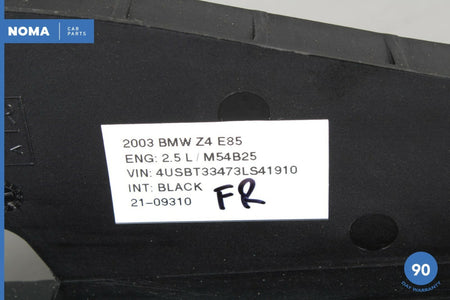 NOMA CAR PARTS
2003 BMW Z4 E85
ENG: 2.5 L / M54B25
VIN: 4USBT33473LS41910
INT: BLACK
21-09310 FR
90
DAY WARRANTY